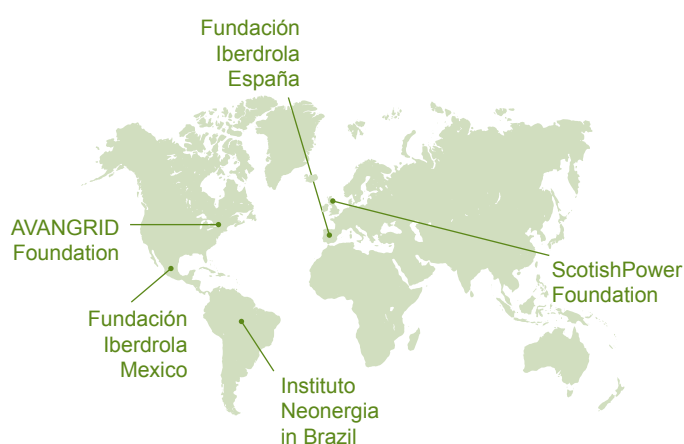 Fundación
Iberdrola
España
AVANGRID
Foundation
ScotishPower
Foundation
Fundación
Iberdrola
Mexico
Instituto
Neonergia
in Brazil